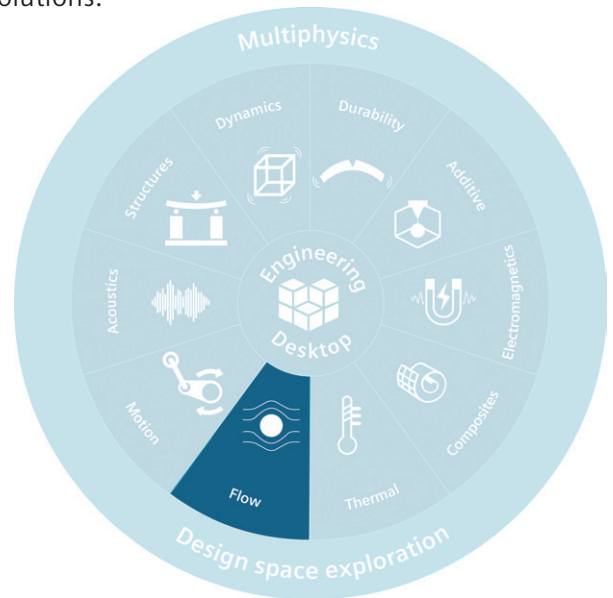 olutions.
Multiphysics
Dynamics
Durability
Structures
Additive
Acoustics
Engineering
Desktop
Electromagnetics
Motion
Composites
Flow
Thermal
Design space exploration